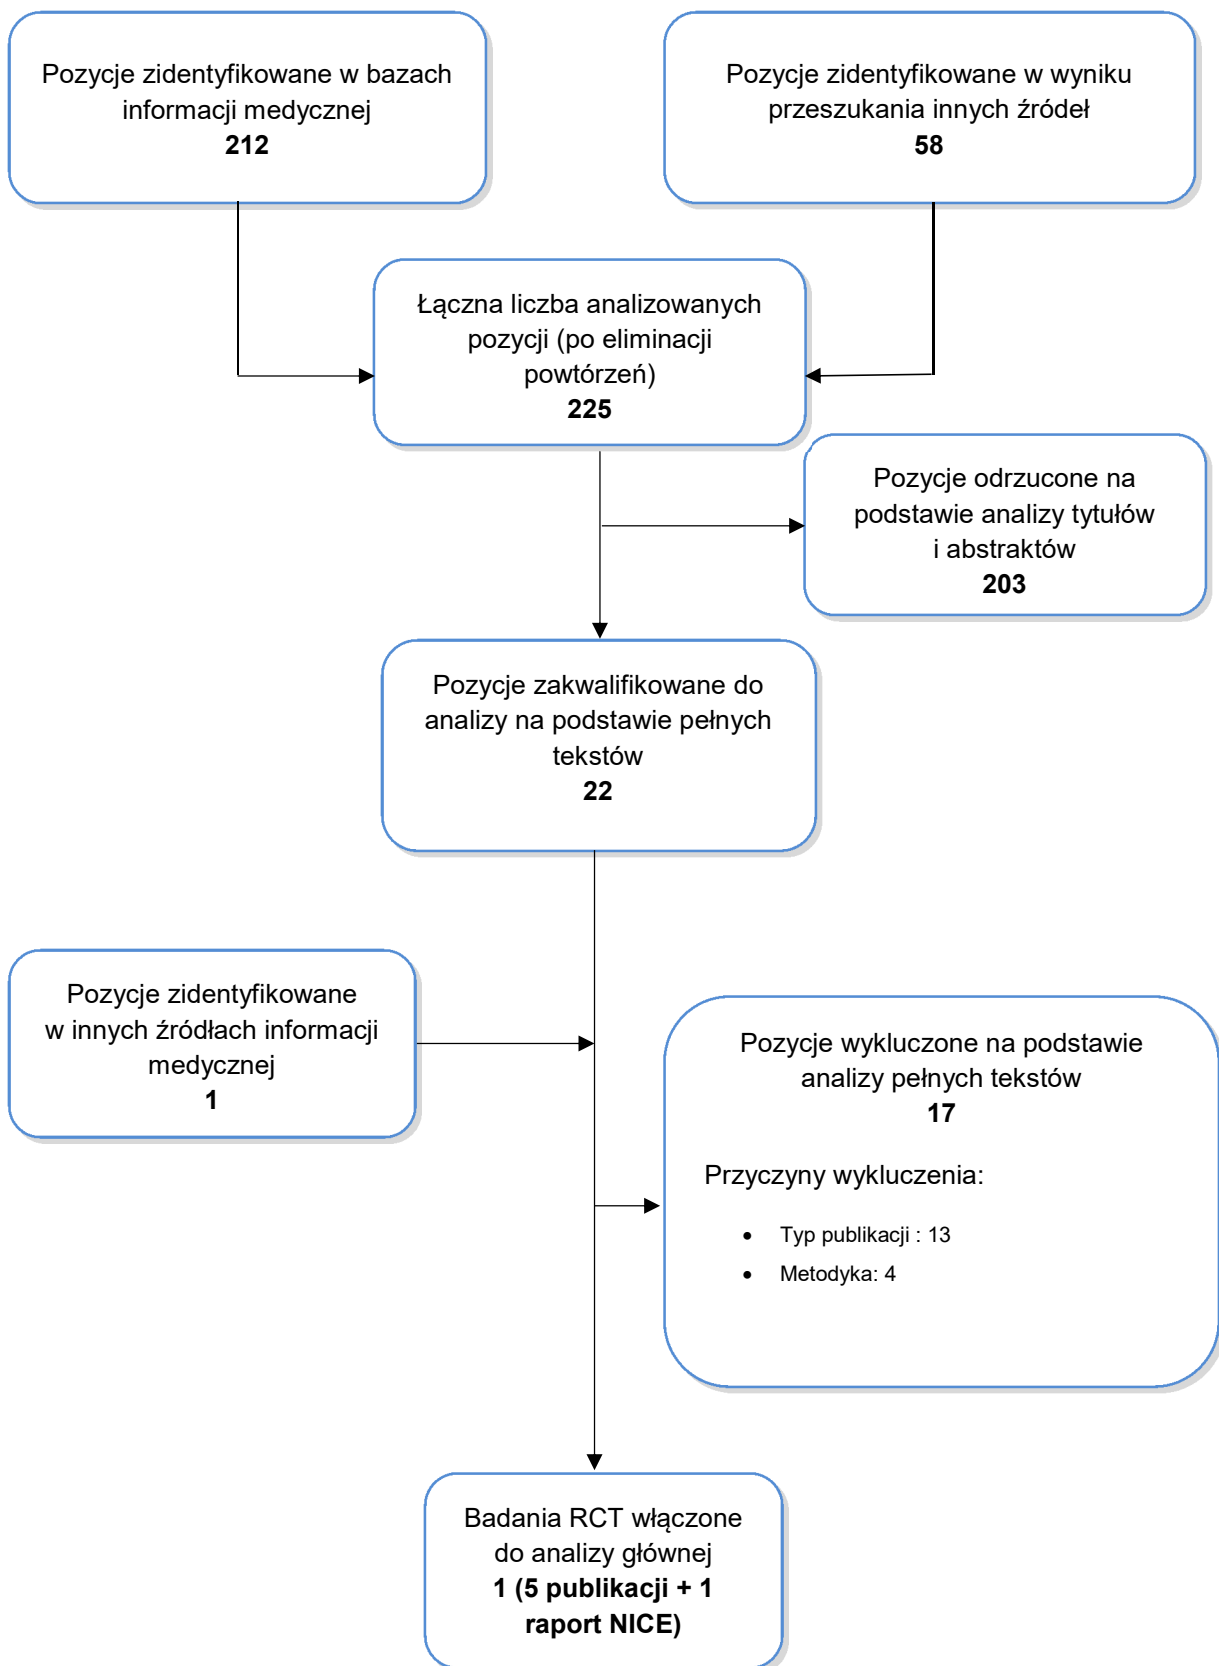 Pozycje zidentyfikowane w bazach
informacji medycznej
212
Pozycje zidentyfikowane w wyniku
przeszukania innych źródeł
58
Łączna liczba analizowanych
pozycji (po eliminacji
powtórzeń)
225
Pozycje odrzucone na
podstawie analizy tytułów
i abstraktów
203
Pozycje zakwalifikowane do
analizy na podstawie pełnych
tekstów
22
Pozycje zidentyfikowane
w innych źródłach informacji
medycznej
1
Pozycje wykluczone na podstawie
analizy pełnych tekstów
17
Przyczyny wykluczenia:
• Typ publikacji : 13
• Metodyka: 4
Badania RCT włączone
do analizy głównej
1 (5 publikacji + 1
raport NICE)